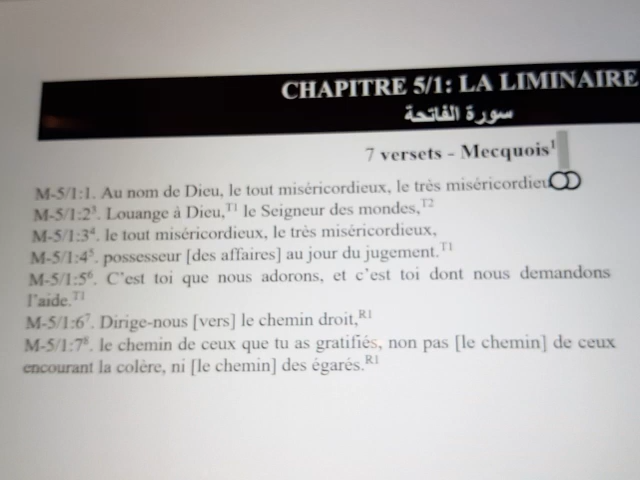 CHAPITRE 5/1: LA LIMINAIRE
سورة الفاتحة
7 versets - Mecquois¹
M-5/1:1. Au nom de Dieu, le tout miséricordieux, le très miséricordieu
M-5/1:2³. Louange à Dieu,ᵀ¹ le Seigneur des mondes,ᵀ²
M-5/1:3⁴. le tout miséricordieux, le très miséricordieux,
M-5/1:4⁵. possesseur [des affaires] au jour du jugement.ᵀ¹
M-5/1:5⁶. C'est toi que nous adorons, et c'est toi dont nous demandons
l'aide.ᵀ¹
M-5/1:6⁷. Dirige-nous [vers] le chemin droit,ᴿ¹
M-5/1:7⁸. le chemin de ceux que tu as gratifiés, non pas [le chemin] de ceux
encourant la colère, ni [le chemin] des égarés.ᴿ¹